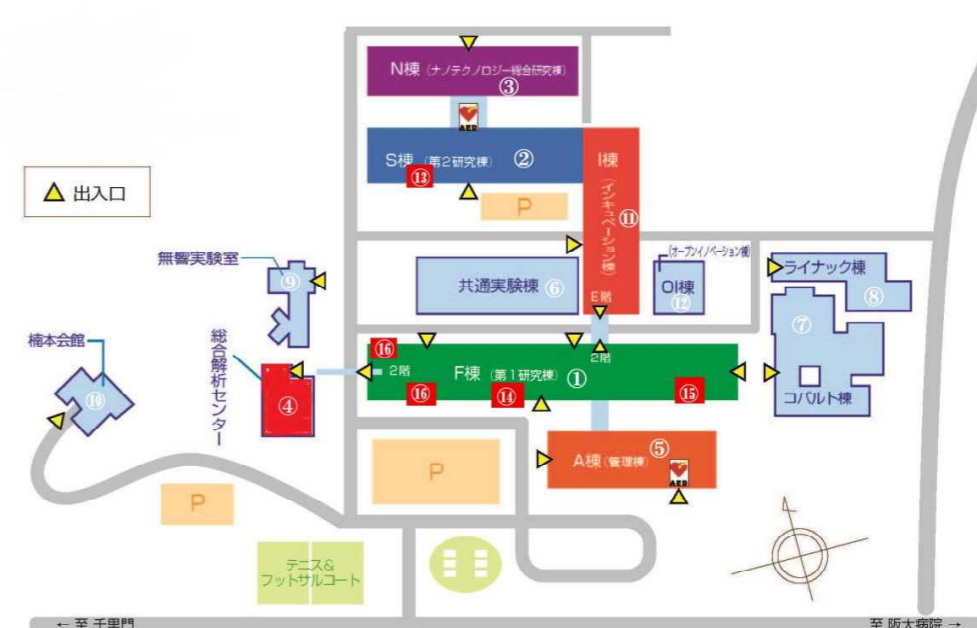 N棟（ナノテクノロジー総合研究棟）
③
AED
S棟（第2研究棟）
②
⑬
I棟
（インキュベーション棟）
⑪
△ 出入口
P
無響実験室
⑨
共通実験棟 ⑥
E階
（オープンイノベーション棟）
OI棟
⑫
ライナック棟
⑧
⑦
コバルト棟
楠本会館
⑩
総合解析センター
④
⑯
2階
2階
F棟（第1研究棟）
①
⑯
⑭
⑮
A棟（管理棟）
⑤
AED
P
P
テニス&
フットサルコート
← 至 千里門
至 阪大病院 →